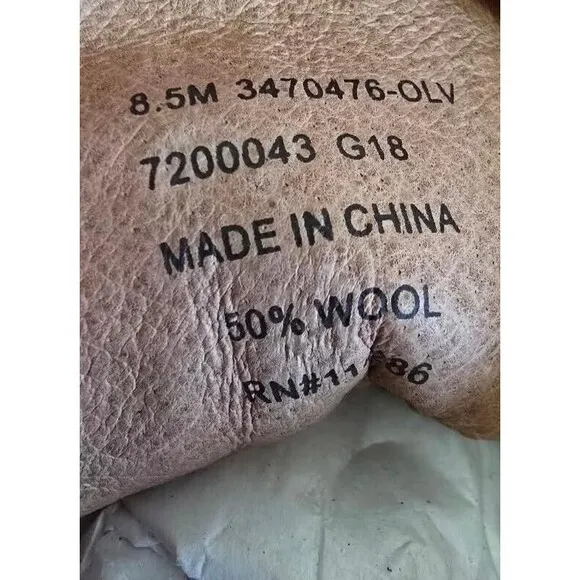 8.5M 3470476-OLV
7200043 G18
MADE IN CHINA
50% WOOL